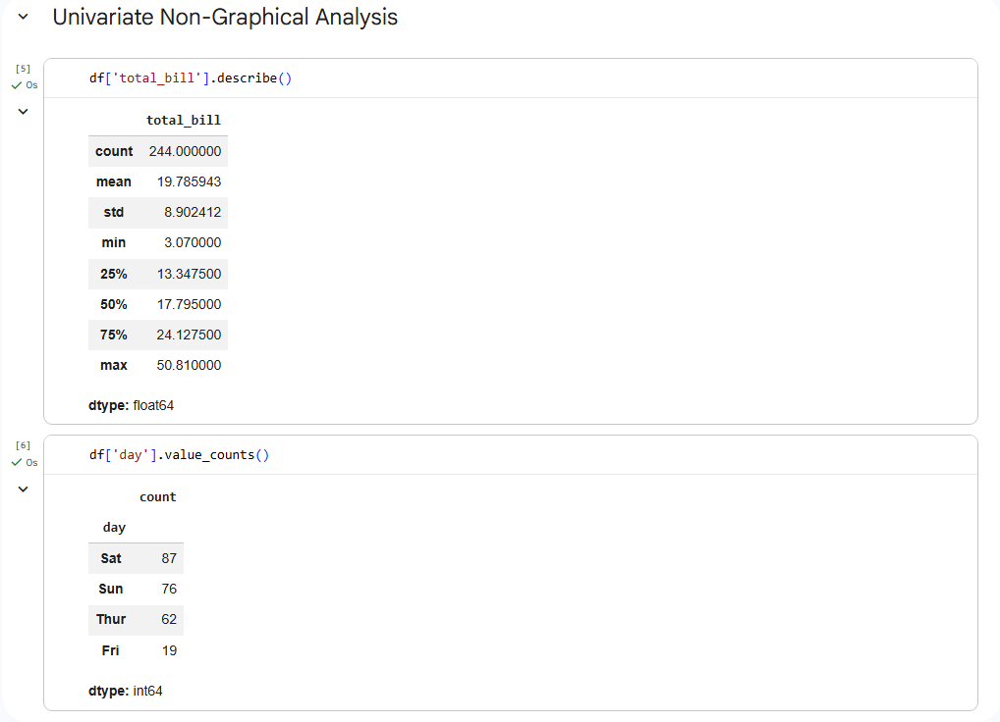 Univariate Non-Graphical Analysis
[5]
0s
df['total_bill'].describe()
total_bill
count 244.000000
mean 19.785943
std 8.902412
min 3.070000
25% 13.347500
50% 17.795000
75% 24.127500
max 50.810000
dtype: float64
[6]
0s
df['day'].value_counts()
count
day
Sat 87
Sun 76
Thur 62
Fri 19
dtype: int64